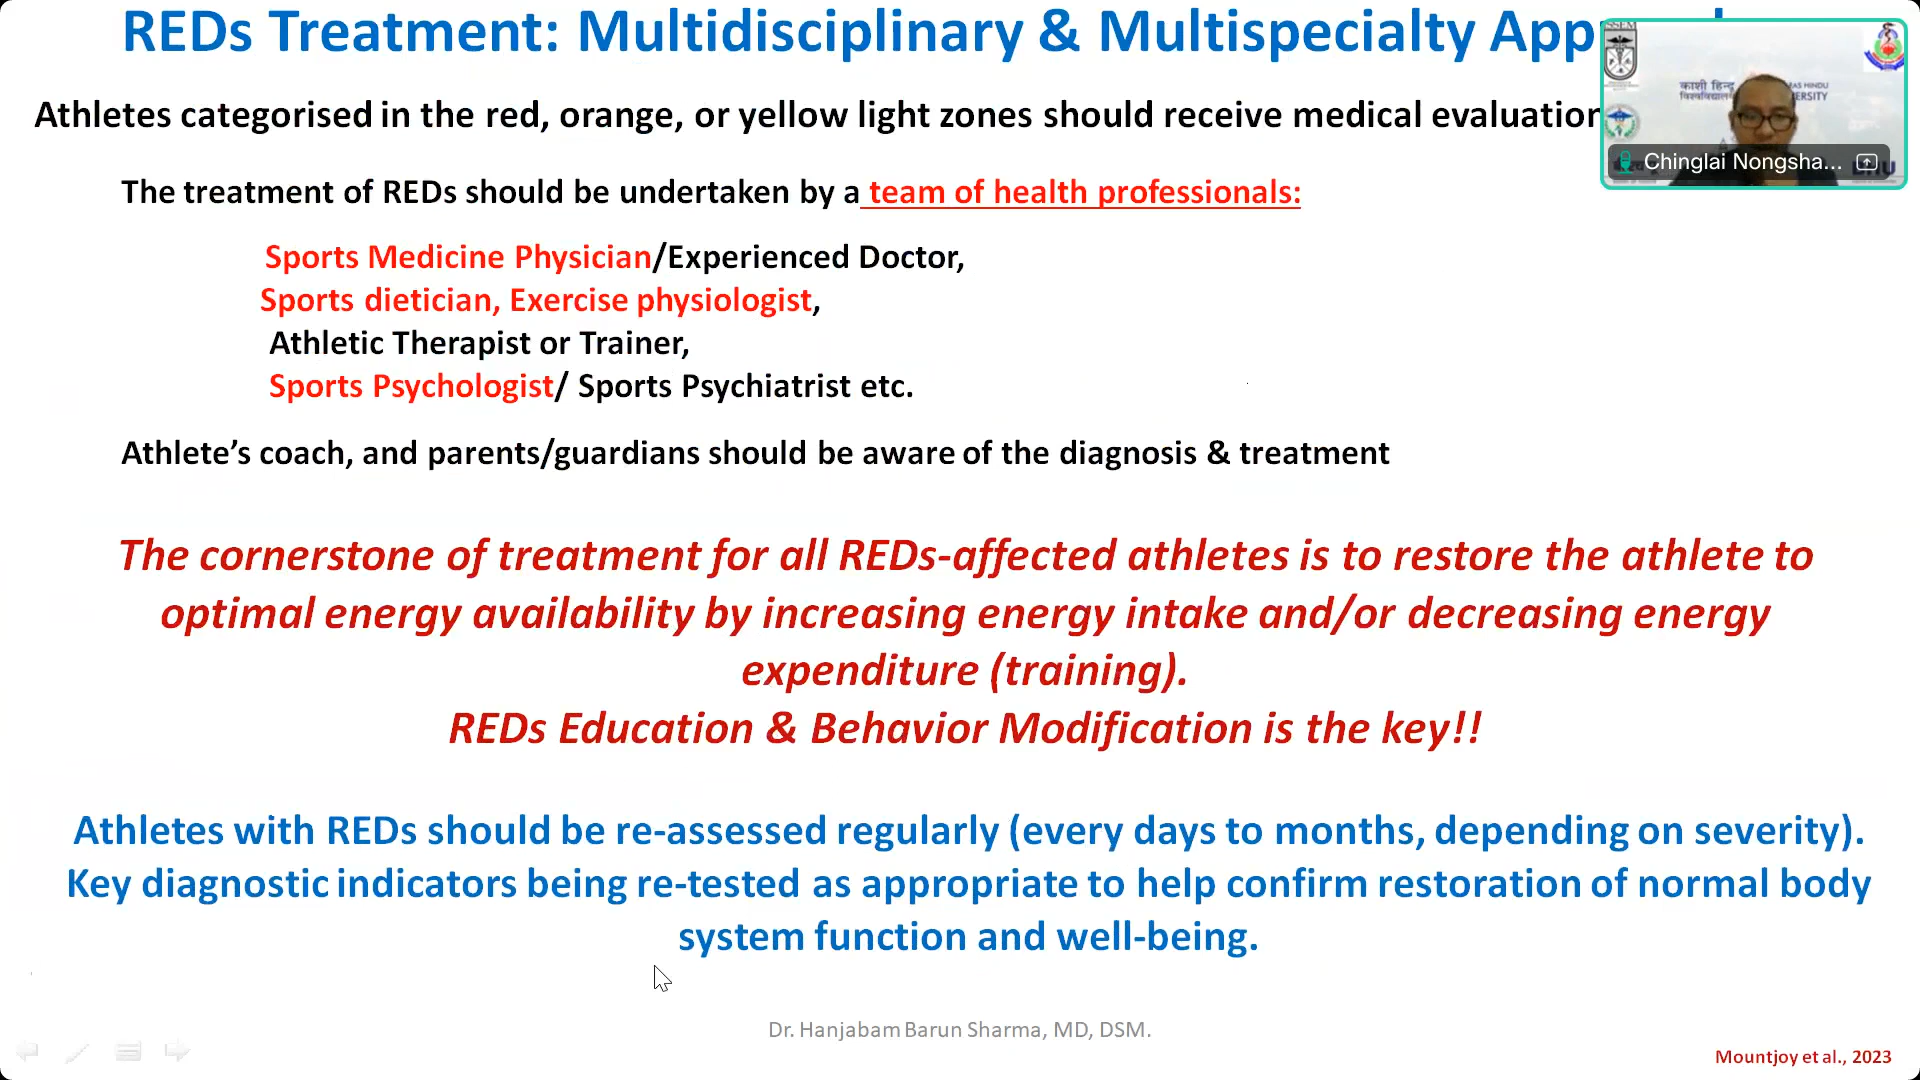 REDs Treatment: Multidisciplinary & Multispecialty
Athletes categorised in the red, orange, or yellow light zones should receive medical evaluation
The treatment of REDs should be undertaken by a team of health professionals:
Sports Medicine Physician/Experienced Doctor,
Sports dietician, Exercise physiologist,
Athletic Therapist or Trainer,
Sports Psychologist/ Sports Psychiatrist etc.
Athlete's coach, and parents/guardians should be aware of the diagnosis & treatment
The cornerstone of treatment for all REDs-affected athletes is to restore the athlete to
optimal energy availability by increasing energy intake and/or decreasing energy
expenditure (training).
REDs Education & Behavior Modification is the key!!
Athletes with REDs should be re-assessed regularly (every days to months, depending on severity).
Key diagnostic indicators being re-tested as appropriate to help confirm restoration of normal body
system function and well-being.
Dr. Hanjabam Barun Sharma, MD, DSM.
Mountjoy et al., 2023
काशी हिन्दू
HINDU
Chinglai Nongsha...